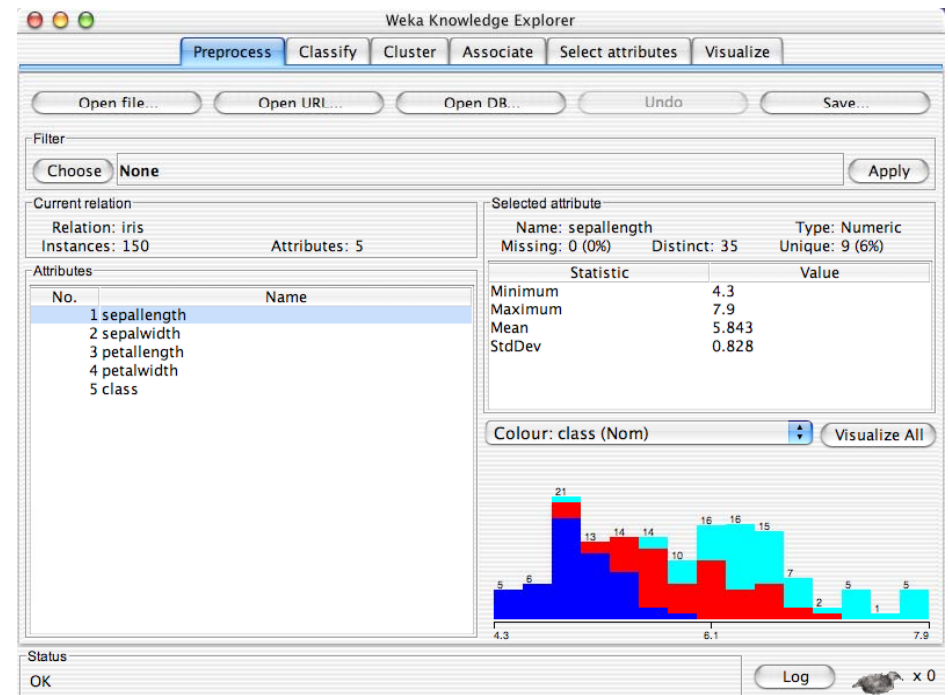 Weka Knowledge Explorer
Preprocess Classify Cluster Associate Select attributes Visualize
Open file... Open URL... Open DB... Undo Save...
Filter
Choose None Apply
Current relation
Relation: iris
Instances: 150 Attributes: 5
Attributes
No. Name
1 sepallength
2 sepalwidth
3 petallength
4 petalwidth
5 class
Selected attribute
Name: sepallength Type: Numeric
Missing: 0 (0%) Distinct: 35 Unique: 9 (6%)
Statistic Value
Minimum 4.3
Maximum 7.9
Mean 5.843
StdDev 0.828
Colour: class (Nom) Visualize All
5 6 21 13 14 14 10 16 16 15 7 2 5 1 5
4.3 6.1 7.9
Status
OK Log x 0